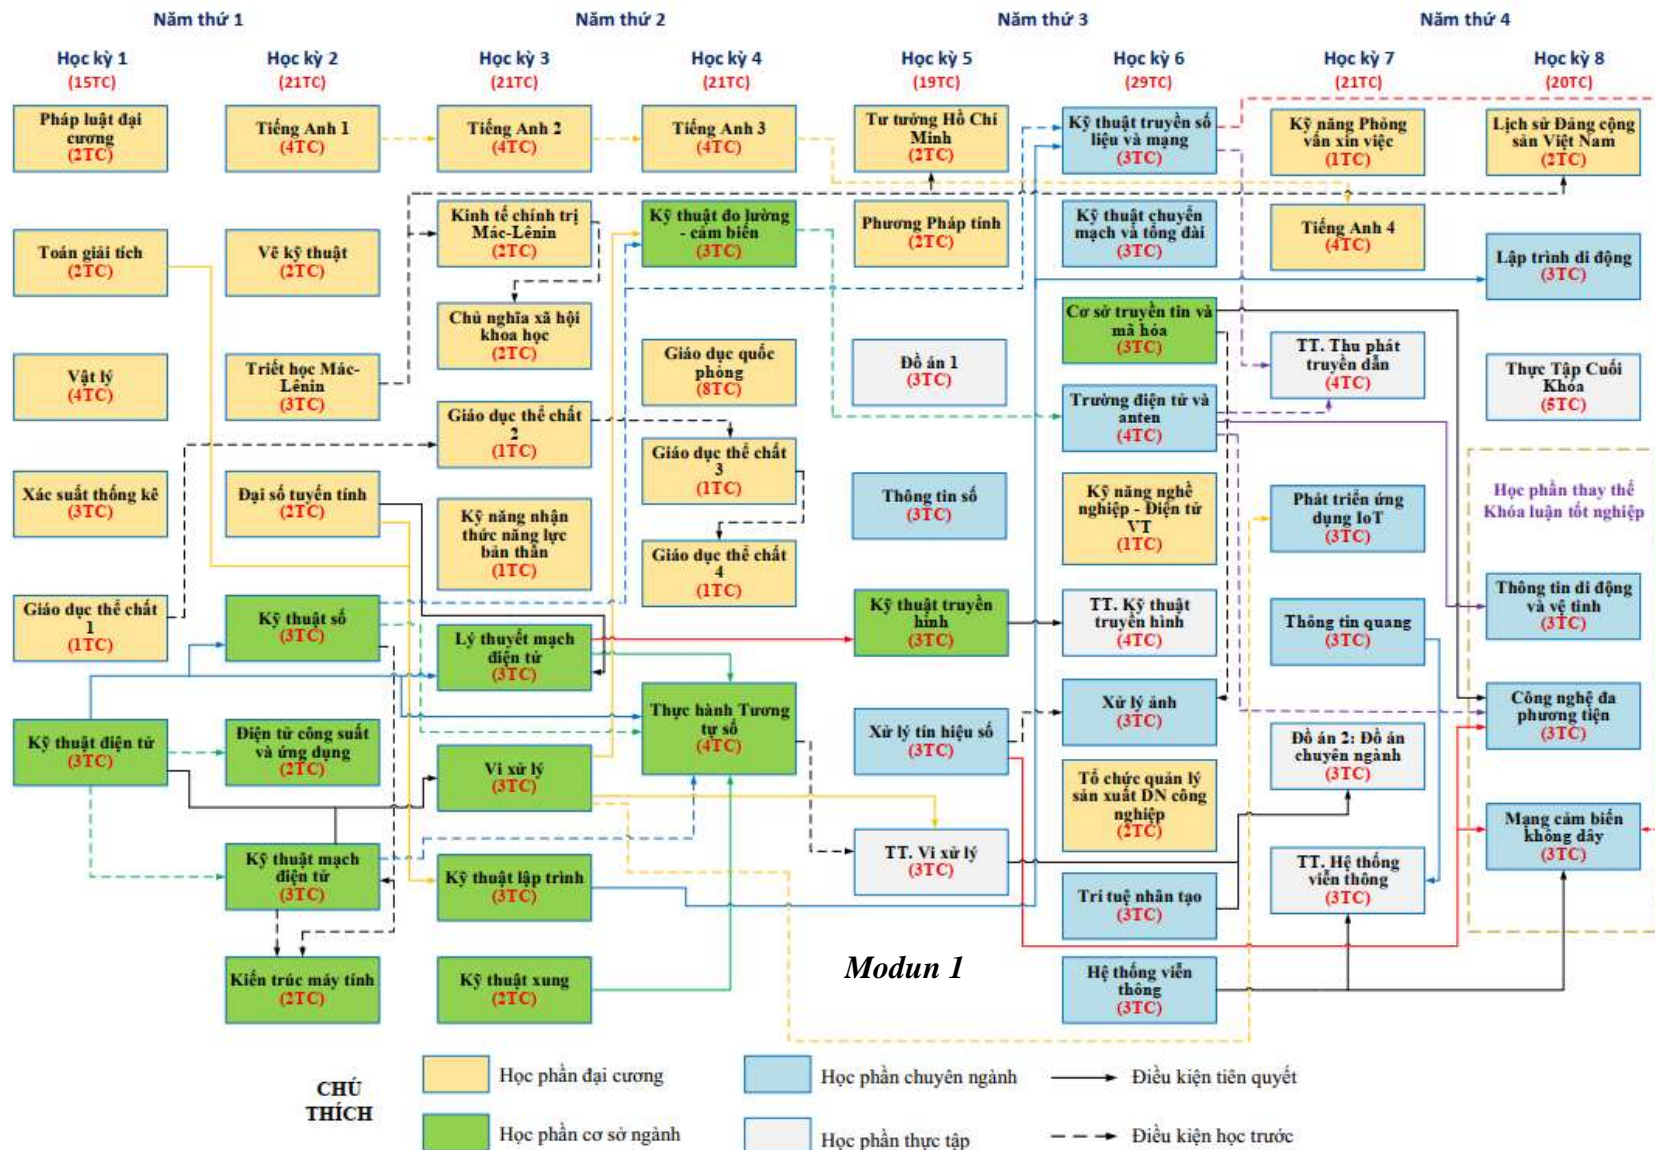 Năm thứ 1
Năm thứ 2
Năm thứ 3
Năm thứ 4
Học kỳ 1
(15TC)
Học kỳ 2
(21TC)
Học kỳ 3
(21TC)
Học kỳ 4
(21TC)
Học kỳ 5
(19TC)
Học kỳ 6
(29TC)
Học kỳ 7
(21TC)
Học kỳ 8
(20TC)
Pháp luật đại
cương
(2TC)
Toán giải tích
(2TC)
Vật lý
(4TC)
Xác suất thống kê
(3TC)
Giáo dục thể chất
1
(1TC)
Kỹ thuật điện tử
(3TC)
Tiếng Anh 1
(4TC)
Vẽ kỹ thuật
(2TC)
Triết học Mác-
Lênin
(3TC)
Đại số tuyến tính
(2TC)
Kỹ thuật số
(3TC)
Điện tử công suất
và ứng dụng
(2TC)
Kỹ thuật mạch
điện tử
(3TC)
Kiến trúc máy tính
(2TC)
Tiếng Anh 2
(4TC)
Kinh tế chính trị
Mác-Lênin
(2TC)
Chủ nghĩa xã hội
khoa học
(2TC)
Giáo dục thể chất
2
(1TC)
Kỹ năng nhận
thức năng lực
bản thân
(1TC)
Lý thuyết mạch
điện tử
(3TC)
Vi xử lý
(3TC)
Kỹ thuật lập trình
(3TC)
Kỹ thuật xung
(2TC)
Tiếng Anh 3
(4TC)
Kỹ thuật đo lường
- cảm biến
(3TC)
Giáo dục quốc
phòng
(8TC)
Giáo dục thể chất
3
(1TC)
Giáo dục thể chất
4
(1TC)
Thực hành Tương
tự số
(4TC)
Tư tưởng Hồ Chí
Minh
(2TC)
Phương Pháp tính
(2TC)
Đồ án 1
(3TC)
Thông tin số
(3TC)
Kỹ thuật truyền
hình
(3TC)
Xử lý tín hiệu số
(3TC)
TT. Vi xử lý
(3TC)
Modun 1
Kỹ thuật truyền số
liệu và mạng
(3TC)
Kỹ thuật chuyển
mạch và tổng đài
(3TC)
Cơ sở truyền tin và
mã hóa
(3TC)
Trường điện từ và
anten
(4TC)
Kỹ năng nghề
nghiệp - Điện tử
VT
(1TC)
TT. Kỹ thuật
truyền hình
(4TC)
Xử lý ảnh
(3TC)
Tổ chức quản lý
sản xuất DN công
nghiệp
(2TC)
Trí tuệ nhân tạo
(3TC)
Hệ thống viễn
thông
(3TC)
Kỹ năng Phỏng
vấn xin việc
(1TC)
Tiếng Anh 4
(4TC)
TT. Thu phát
truyền dẫn
(4TC)
Phát triển ứng
dụng IoT
(3TC)
Thông tin quang
(3TC)
Đồ án 2: Đồ án
chuyên ngành
(3TC)
TT. Hệ thống
viễn thông
(3TC)
Lịch sử Đảng cộng
sản Việt Nam
(2TC)
Lập trình di động
(3TC)
Thực Tập Cuối
Khóa
(5TC)
Học phần thay thế
Khóa luận tốt nghiệp
Thông tin di động
và vệ tinh
(3TC)
Công nghệ đa
phương tiện
(3TC)
Mạng cảm biến
không dây
(3TC)
CHÚ
THÍCH
Học phần đại cương
Học phần chuyên ngành
Điều kiện tiên quyết
Học phần cơ sở ngành
Học phần thực tập
Điều kiện học trước